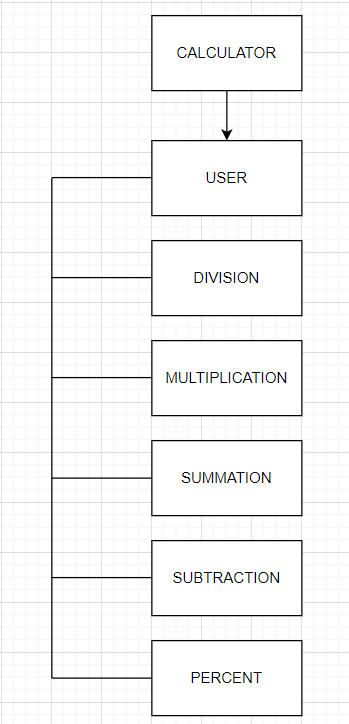 CALCULATOR
USER
DIVISION
MULTIPLICATION
SUMMATION
SUBTRACTION
PERCENT